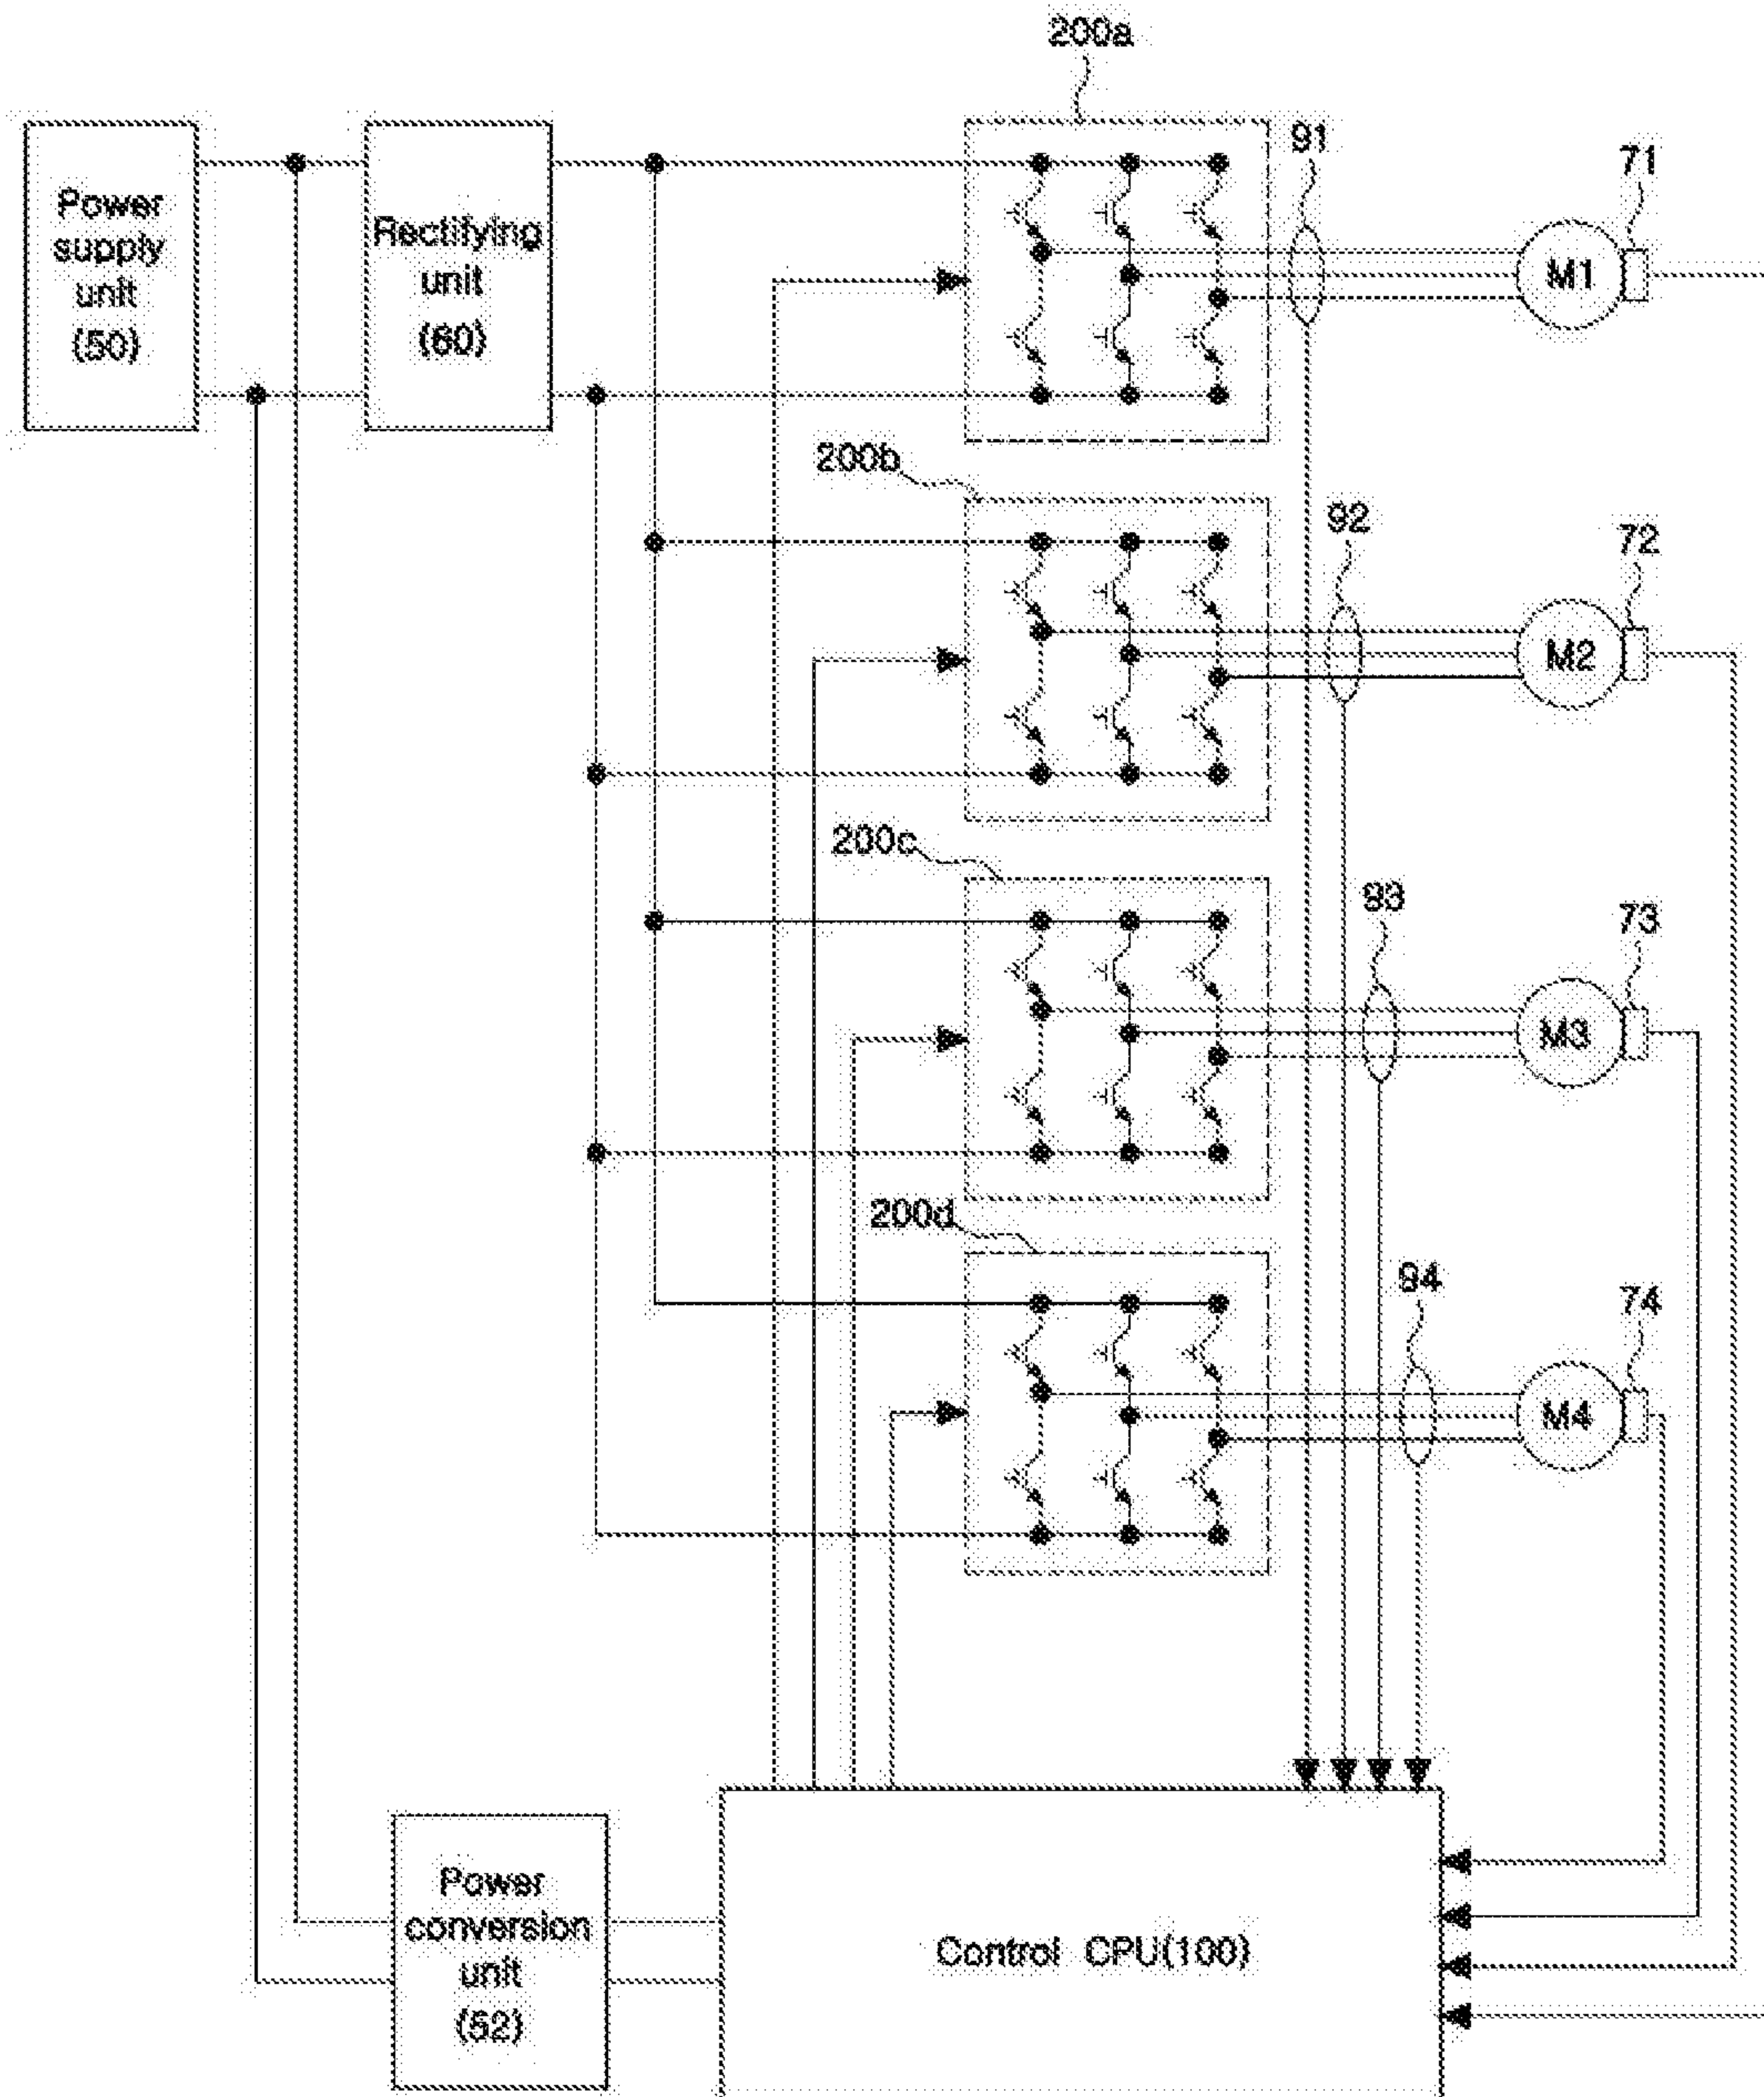 200a
91
71
Power
supply
unit
(50)
Rectifying
unit
(60)
M1
200b
92
72
M2
200c
93
73
M3
200d
94
74
M4
Power
conversion
unit
(52)
Control CPU(100)